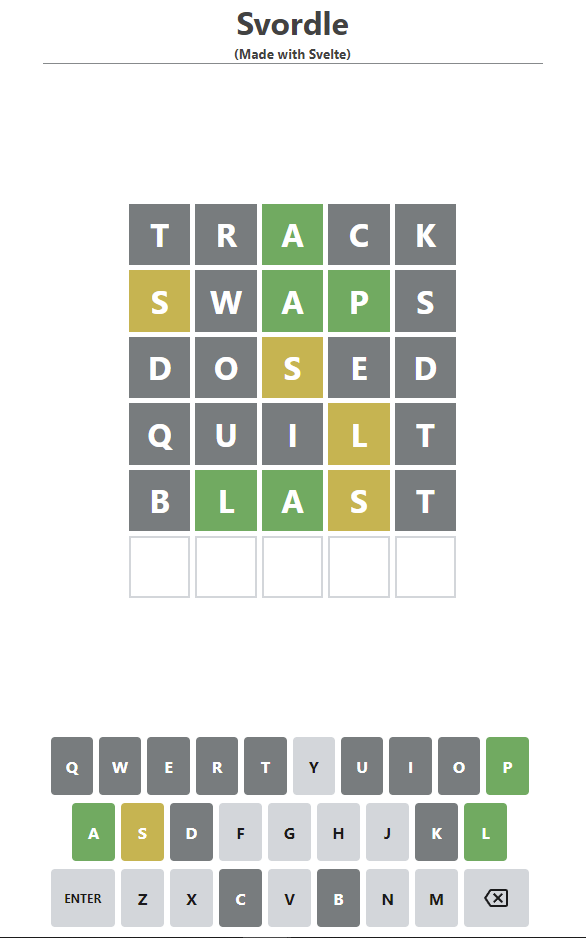 Svordle
(Made with Svelte)
T R A C K
S W A P S
D O S E D
Q U I L T
B L A S T
Q W E R T Y U I O P
A S D F G H J K L
ENTER Z X C V B N M